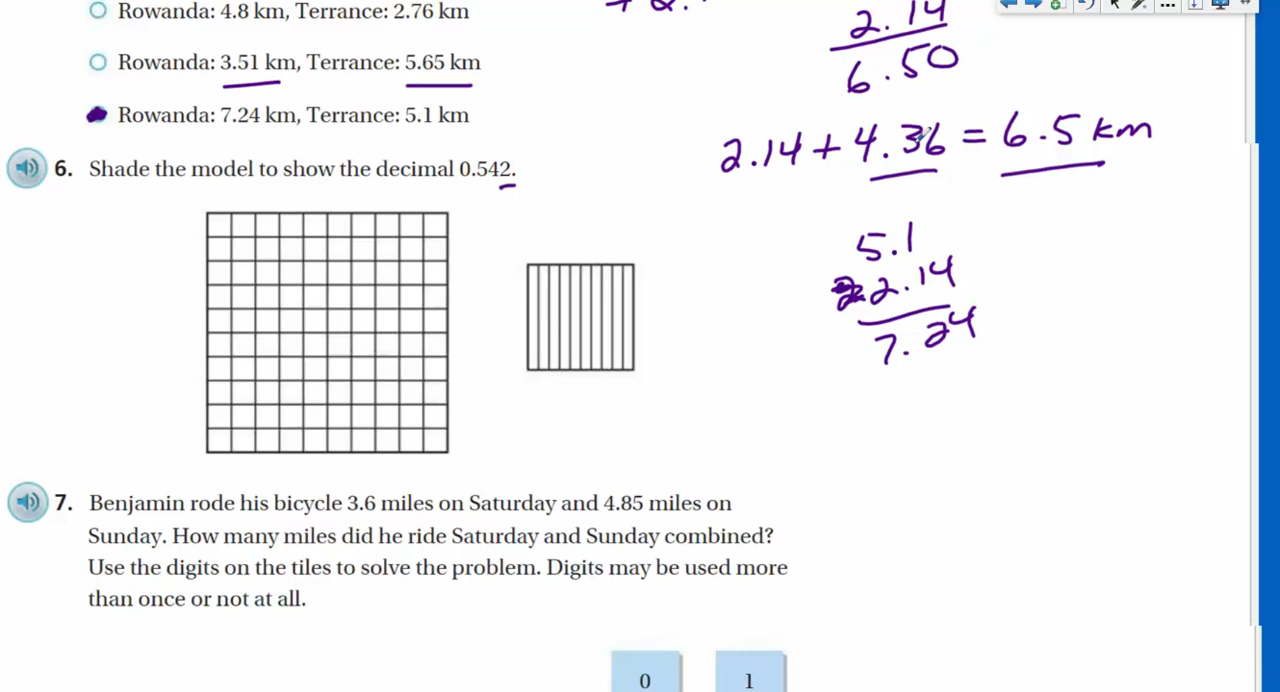 Rowanda: 4.8 km, Terrance: 2.76 km
Rowanda: 3.51 km, Terrance: 5.65 km
Rowanda: 7.24 km, Terrance: 5.1 km
2.14
6.50
2.14 + 4.36 = 6.5 km
5.1
2.14
7.24
6. Shade the model to show the decimal 0.542.
7. Benjamin rode his bicycle 3.6 miles on Saturday and 4.85 miles on
Sunday. How many miles did he ride Saturday and Sunday combined?
Use the digits on the tiles to solve the problem. Digits may be used more
than once or not at all.
0 1